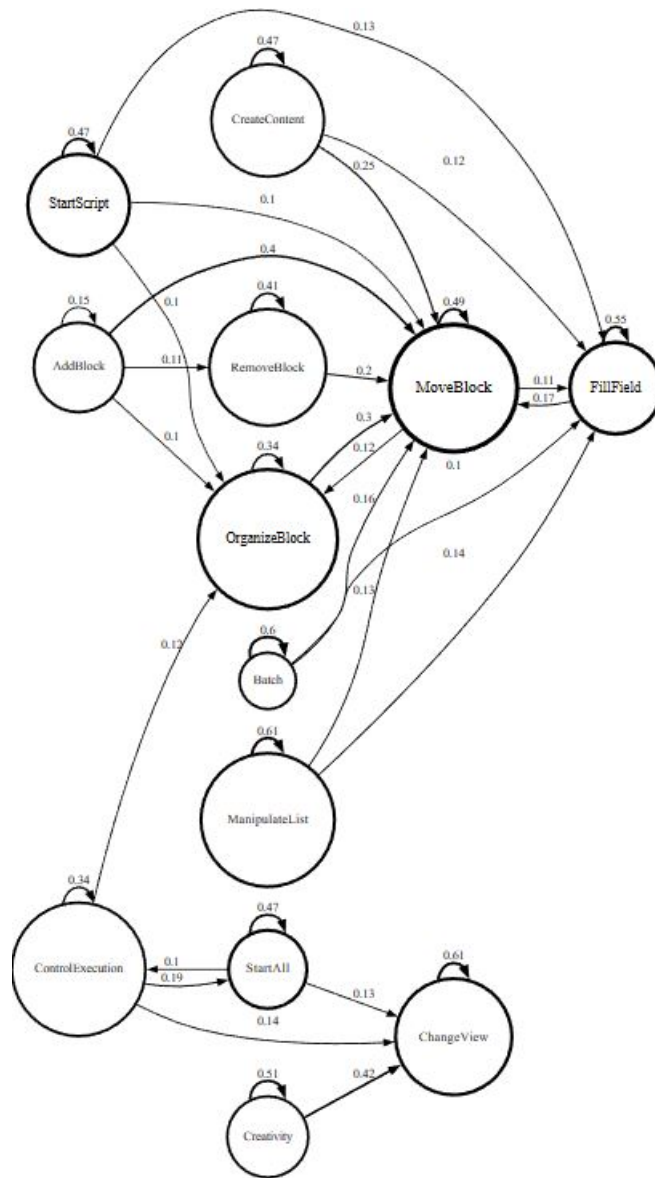 0.13
0.47
CreateContent
0.47
0.12
0.25
StartScript
0.1
0.4
0.1
0.41
0.49
0.15
0.55
AddBlock
0.11
RemoveBlock
0.2
MoveBlock
0.11
FillField
0.17
0.3
0.1
0.12
0.34
0.1
0.16
OrganizeBlock
0.14
0.13
0.12
0.6
Batch
0.61
ManipulateList
0.34
0.47
0.1
ControlExecution
StartAll
0.61
0.19
0.13
0.14
ChangeView
0.51
0.42
Creativity